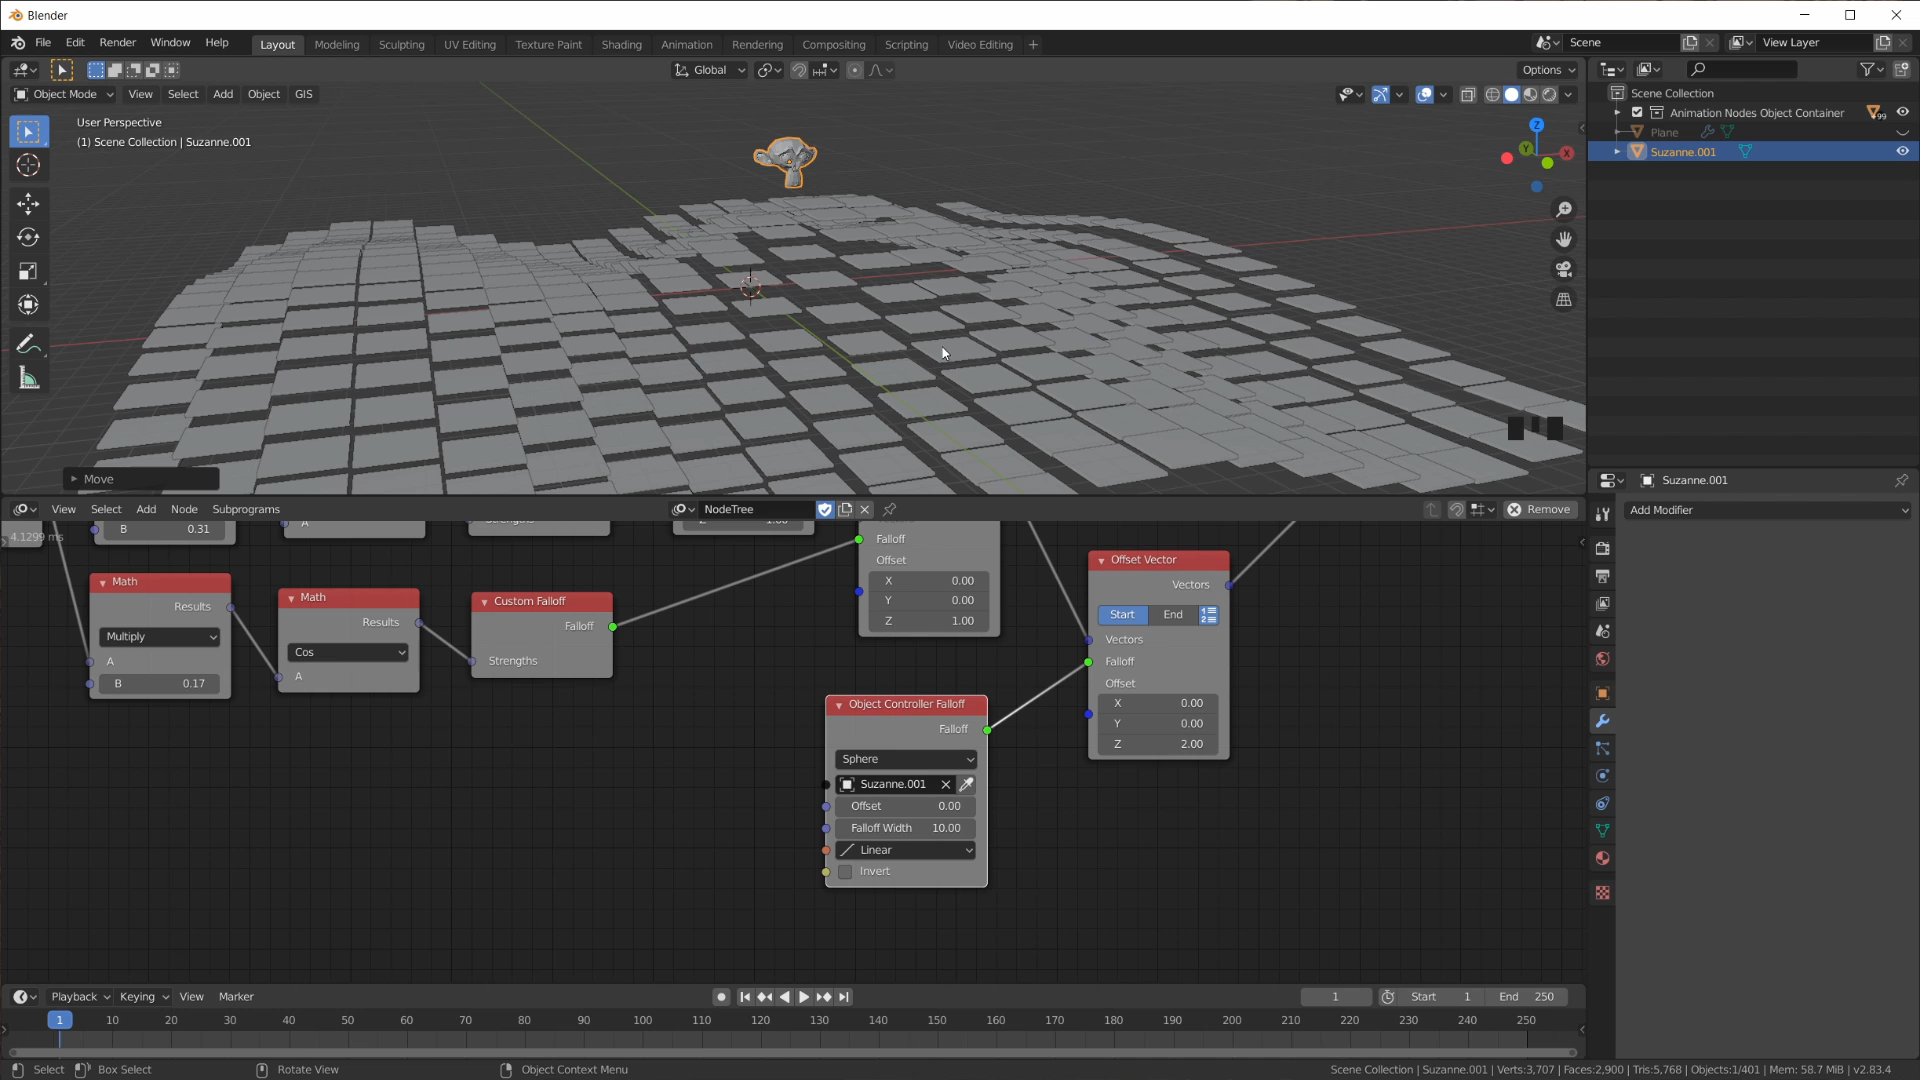 Blender
File Edit Render Window Help Layout Modeling Sculpting UV Editing Texture Paint Shading Animation Rendering Compositing Scripting Video Editing + Scene View Layer
Global Options
Object Mode View Select Add Object GIS
User Perspective
(1) Scene Collection | Suzanne.001
Z
Y
X
Scene Collection
Animation Nodes Object Container 99
Plane
Suzanne.001
Move
View Select Add Node Subprograms NodeTree Remove
4.1299 ms
B 0.31
A
Math
Results
Multiply
A
B 0.17
Math
Results
Cos
A
Custom Falloff
Falloff
Strengths
Falloff
Offset
X 0.00
Y 0.00
Z 1.00
Object Controller Falloff
Falloff
Sphere
Suzanne.001
Offset 0.00
Falloff Width 10.00
Linear
Invert
Offset Vector
Vectors
Start End
Vectors
Falloff
Offset
X 0.00
Y 0.00
Z 2.00
Suzanne.001
Add Modifier
Playback Keying View Marker 1 Start 1 End 250
1 10 20 30 40 50 60 70 80 90 100 110 120 130 140 150 160 170 180 190 200 210 220 230 240 250
Select Box Select Rotate View Object Context Menu Scene Collection | Suzanne.001 | Verts:3,707 | Faces:2,900 | Tris:5,768 | Objects:1/401 | Mem: 58.7 MiB | v2.83.4